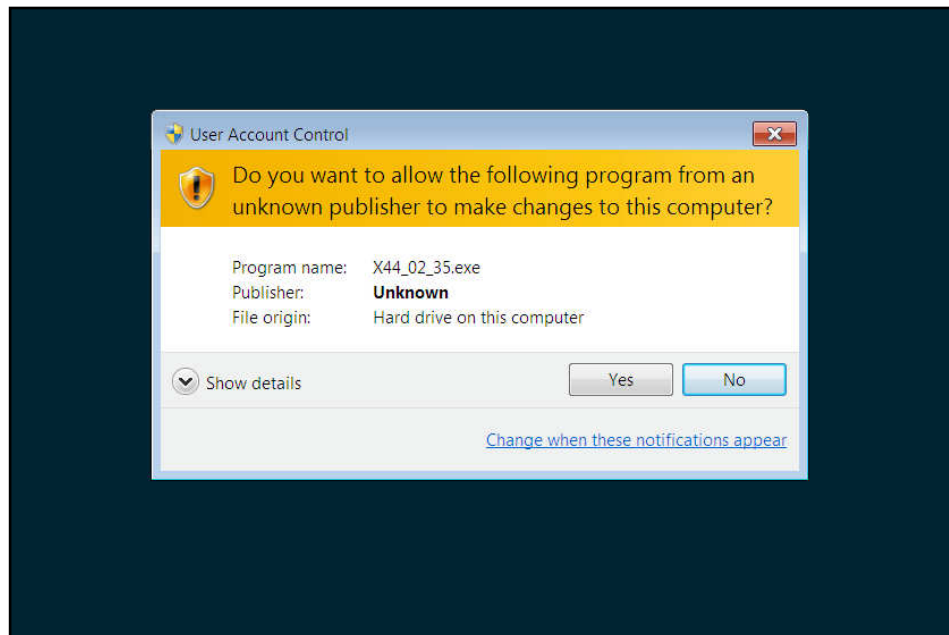 User Account Control
Do you want to allow the following program from an
unknown publisher to make changes to this computer?
Program name: X44_02_35.exe
Publisher: Unknown
File origin: Hard drive on this computer
Show details
Yes
No
Change when these notifications appear